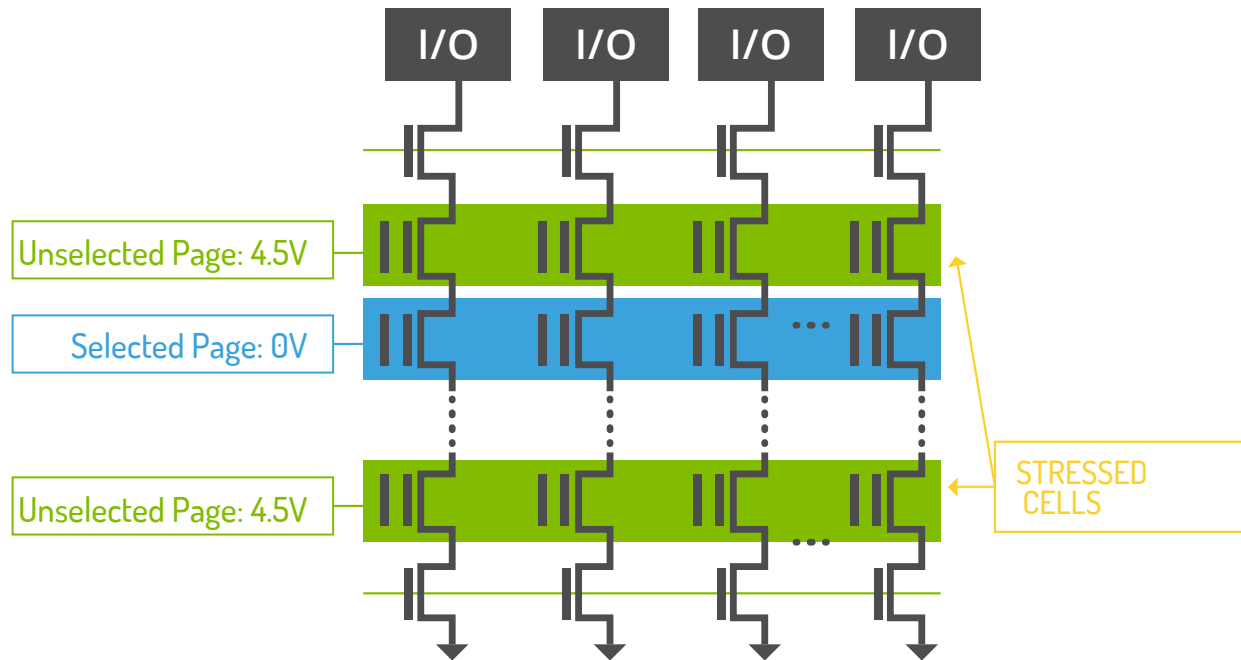 I/O I/O I/O I/O
Unselected Page: 4.5V
Selected Page: 0V
Unselected Page: 4.5V
STRESSED
CELLS